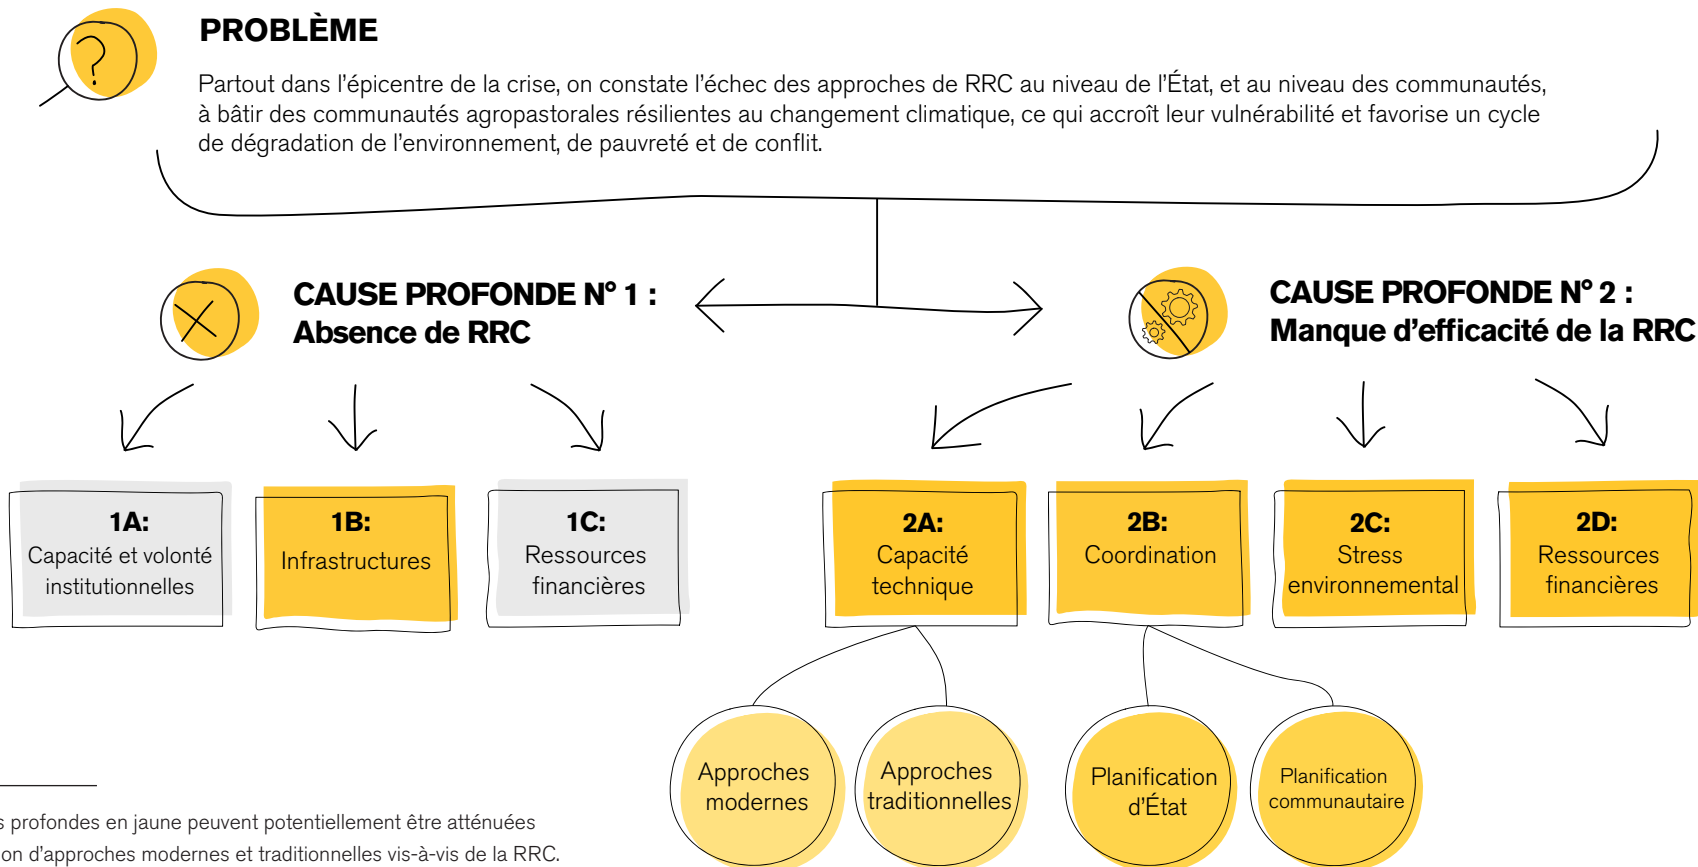 PROBLÈME
Partout dans l'épicentre de la crise, on constate l'échec des approches de RRC au niveau de l'État, et au niveau des communautés,
à bâtir des communautés agropastorales résilientes au changement climatique, ce qui accroît leur vulnérabilité et favorise un cycle
de dégradation de l'environnement, de pauvreté et de conflit.
CAUSE PROFONDE N° 1 :
Absence de RRC
CAUSE PROFONDE N° 2 :
Manque d'efficacité de la RRC
1A:
Capacité et volonté
institutionnelles
1B:
Infrastructures
1C:
Ressources
financières
2A:
Capacité
technique
2B:
Coordination
2C:
Stress
environnemental
2D:
Ressources
financières
Approches
modernes
Approches
traditionnelles
Planification
d'État
Planification
communautaire
profondes en jaune peuvent potentiellement être atténuées
d'approches modernes et traditionnelles vis-à-vis de la RRC.